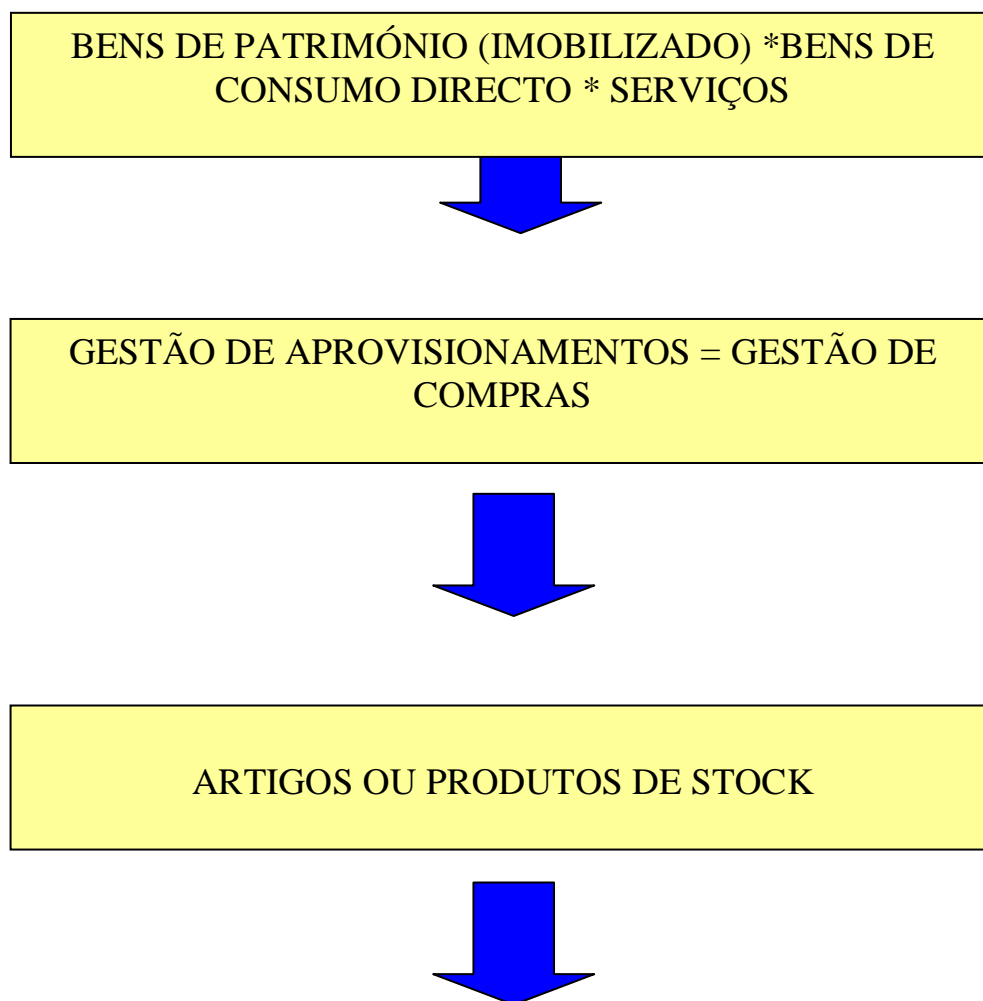 BENS DE PATRIMÓNIO (IMOBILIZADO) *BENS DE
CONSUMO DIRECTO * SERVIÇOS
GESTÃO DE APROVISIONAMENTOS = GESTÃO DE
COMPRAS
ARTIGOS OU PRODUTOS DE STOCK